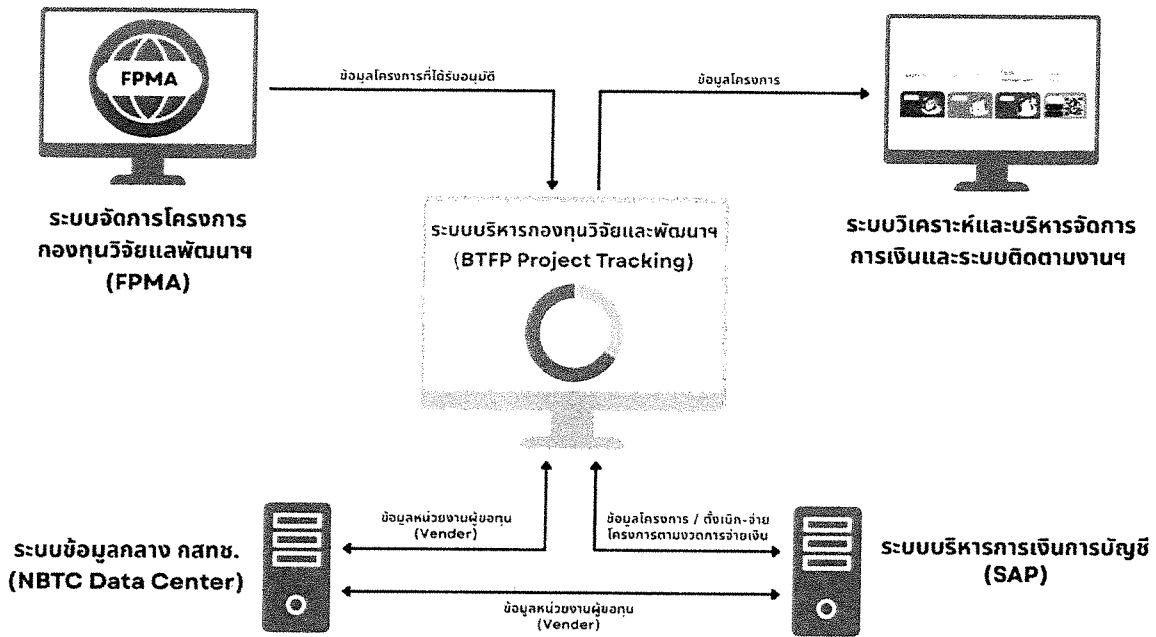 FPMA
ข้อมูลโครงการที่ได้รับอนุมัติ
ข้อมูลโครงการ
ระบบจัดการโครงการ
กองทุนวิจัยแลพัฒนาฯ
(FPMA)
ระบบบริหารกองทุนวิจัยและพัฒนาฯ
(BTFP Project Tracking)
ระบบวิเคราะห์และบริหารจัดการ
การเงินและระบบติดตามงานฯ
ระบบข้อมูลกลาง กสทช.
(NBTC Data Center)
ข้อมูลหน่วยงานผู้ขอทุน
(Vender)
ข้อมูลโครงการ / ตั้งเบิก-จ่าย
โครงการตามงวดการจ่ายเงิน
ระบบบริหารการเงินการบัญชี
(SAP)
ข้อมูลหน่วยงานผู้ขอทุน
(Vender)